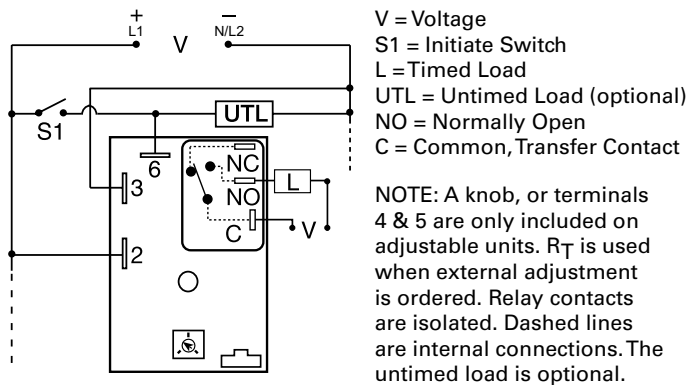 +
L1
V
–
N/L2
S1
UTL
6
3
NC
NO
L
C
V
2
V = Voltage
S1 = Initiate Switch
L = Timed Load
UTL = Untimed Load (optional)
NO = Normally Open
C = Common, Transfer Contact
NOTE: A knob, or terminals
4 & 5 are only included on
adjustable units. RT is used
when external adjustment
is ordered. Relay contacts
are isolated. Dashed lines
are internal connections. The
untimed load is optional.